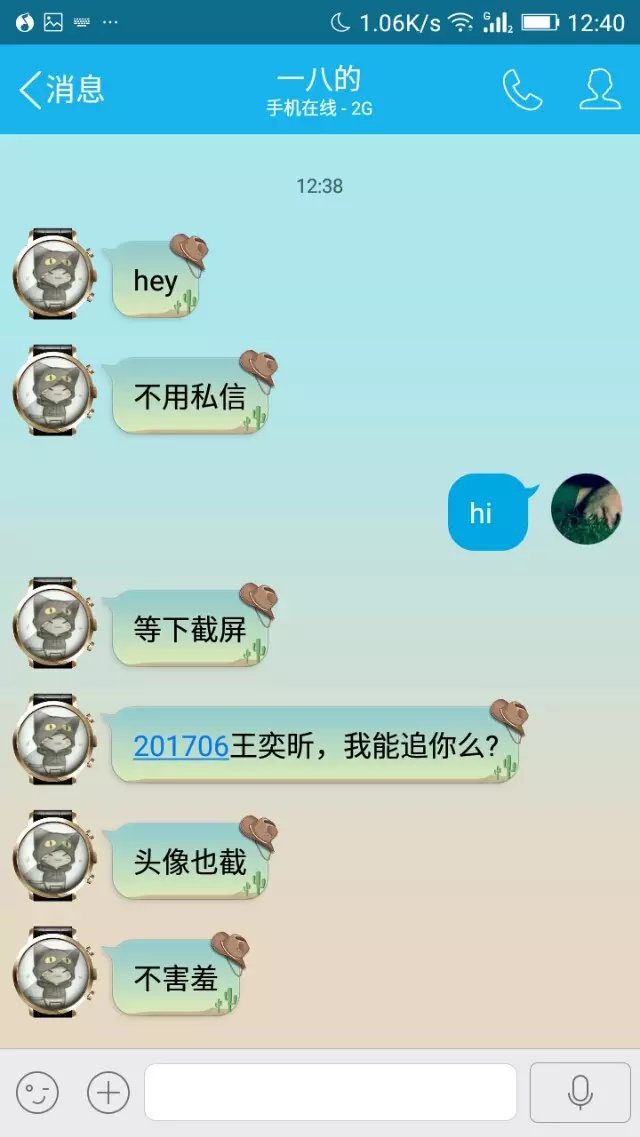 1.06K/s G 2 12:40
消息
一八的
手机在线 - 2G
12:38
hey
不用私信
hi
等下截屏
201706王奕昕，我能追你么?
头像也截
不害羞